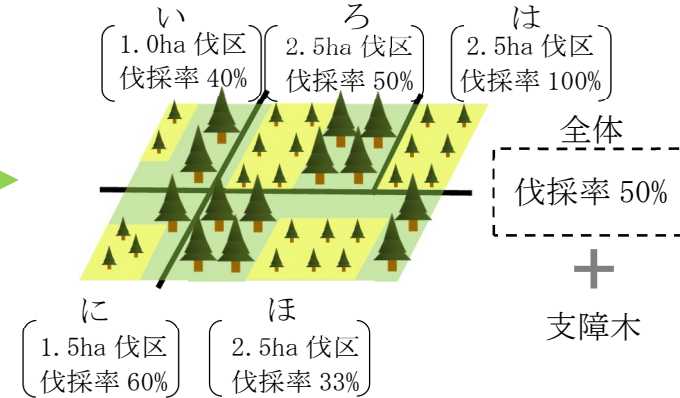 い
1.0ha 伐区
伐採率 40%
ろ
2.5ha 伐区
伐採率 50%
は
2.5ha 伐区
伐採率 100%
全体
伐採率 50%
＋
支障木
に
1.5ha 伐区
伐採率 60%
ほ
2.5ha 伐区
伐採率 33%